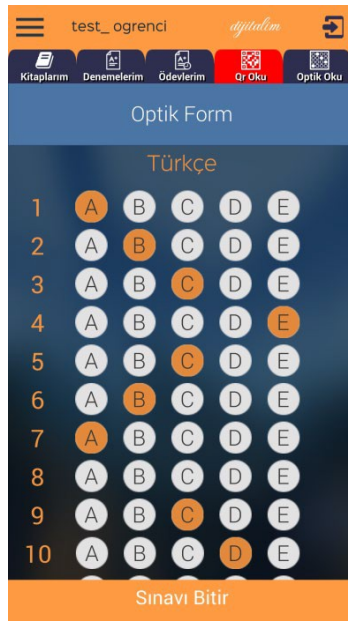 test_ ogrenci dijitalim
Kitaplarım Denemelerim Ödevlerim Qr Oku Optik Oku
Optik Form
Türkçe
1 A B C D E
2 A B C D E
3 A B C D E
4 A B C D E
5 A B C D E
6 A B C D E
7 A B C D E
8 A B C D E
9 A B C D E
10 A B C D E
Sınavı Bitir